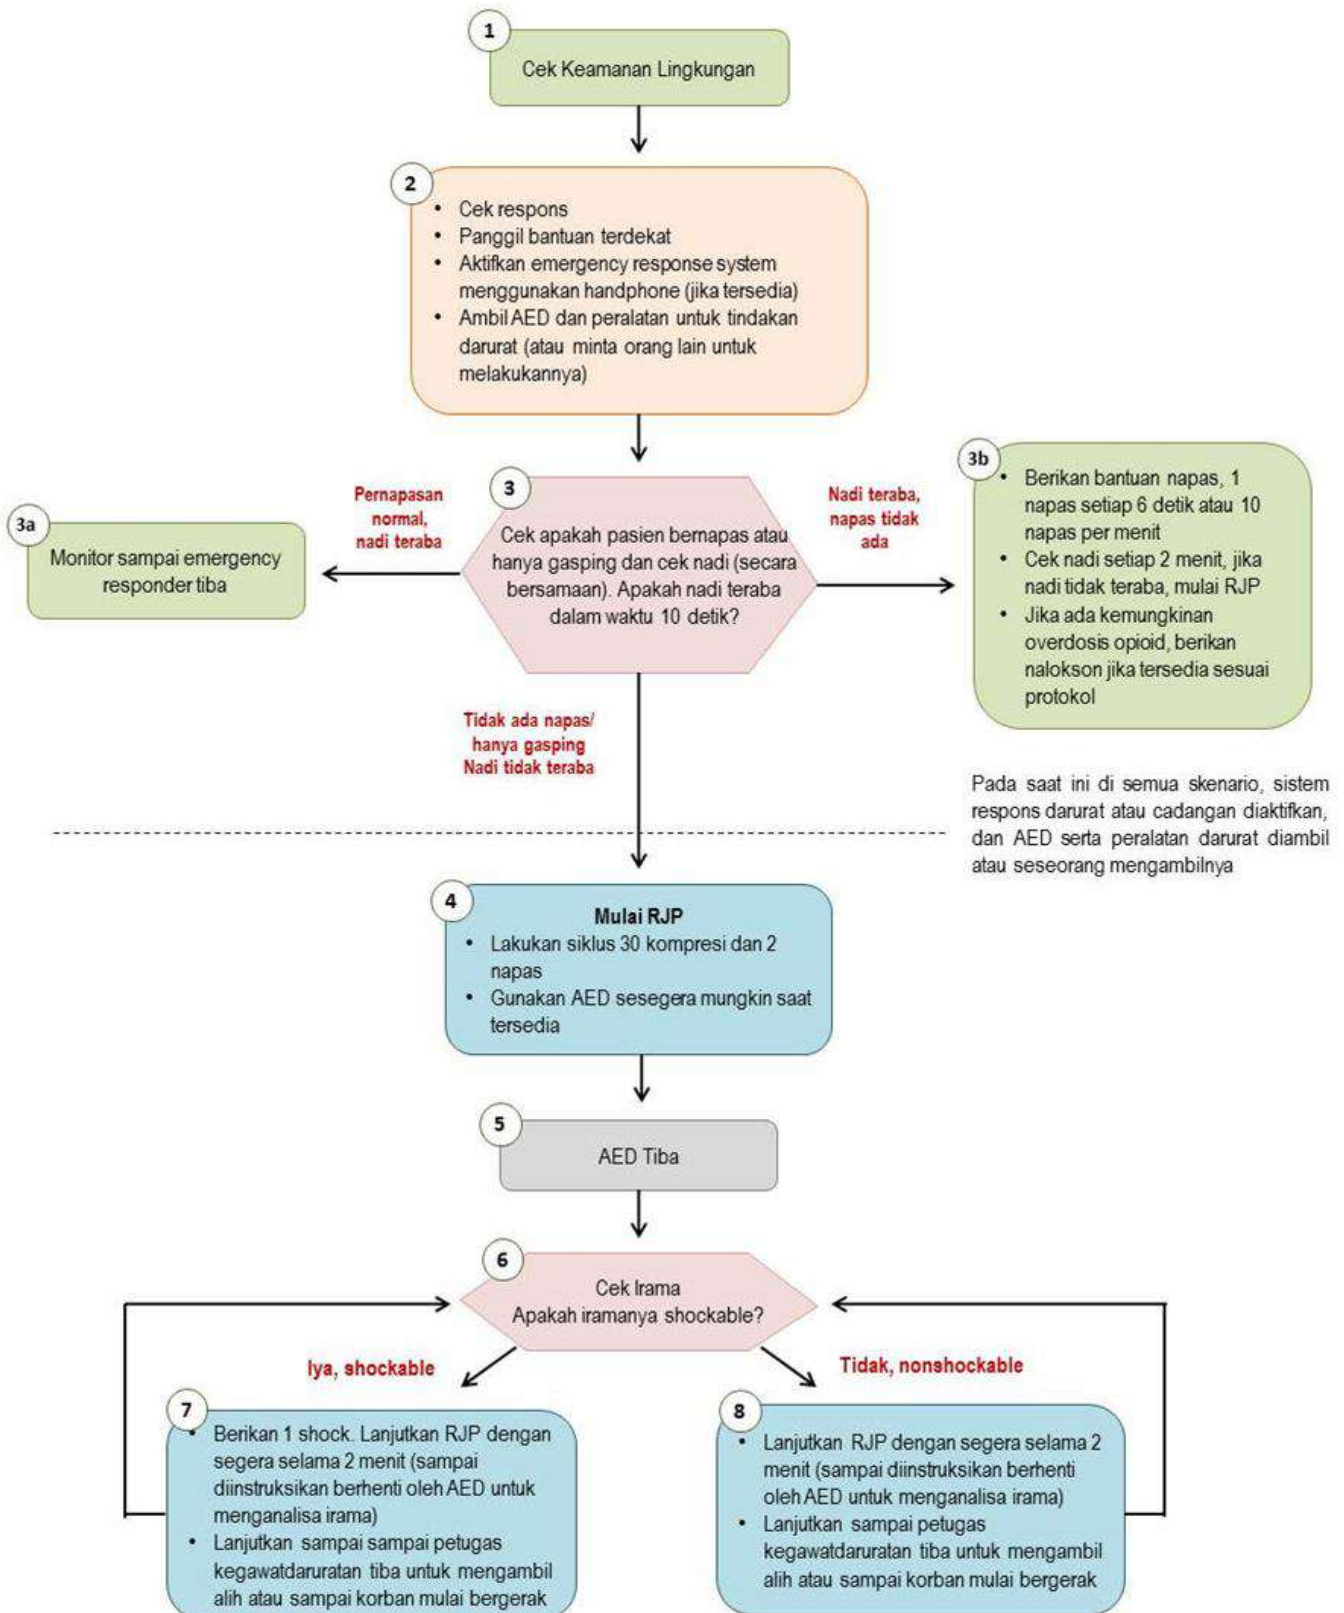 1
Cek Keamanan Lingkungan
2
• Cek respons
• Panggil bantuan terdekat
• Aktifkan emergency response system
menggunakan handphone (jika tersedia)
• Ambil AED dan peralatan untuk tindakan
darurat (atau minta orang lain untuk
melakukannya)
3
Cek apakah pasien bernapas atau
hanya gasping dan cek nadi (secara
bersamaan). Apakah nadi teraba
dalam waktu 10 detik?
Pernapasan
normal,
nadi teraba
3a
Monitor sampai emergency
responder tiba
Nadi teraba,
napas tidak
ada
3b
• Berikan bantuan napas, 1
napas setiap 6 detik atau 10
napas per menit
• Cek nadi setiap 2 menit, jika
nadi tidak teraba, mulai RJP
• Jika ada kemungkinan
overdosis opioid, berikan
nalokson jika tersedia sesuai
protokol
Tidak ada napas/
hanya gasping
Nadi tidak teraba
Pada saat ini di semua skenario, sistem
respons darurat atau cadangan diaktifkan,
dan AED serta peralatan darurat diambil
atau seseorang mengambilnya
4
Mulai RJP
• Lakukan siklus 30 kompresi dan 2
napas
• Gunakan AED sesegera mungkin saat
tersedia
5
AED Tiba
6
Cek Irama
Apakah iramanya shockable?
Iya, shockable
Tidak, nonshockable
7
• Berikan 1 shock. Lanjutkan RJP dengan
segera selama 2 menit (sampai
diinstruksikan berhenti oleh AED untuk
menganalisa irama)
• Lanjutkan sampai sampai petugas
kegawatdaruratan tiba untuk mengambil
alih atau sampai korban mulai bergerak
8
• Lanjutkan RJP dengan segera selama 2
menit (sampai diinstruksikan berhenti
oleh AED untuk menganalisa irama)
• Lanjutkan sampai petugas
kegawatdaruratan tiba untuk mengambil
alih atau sampai korban mulai bergerak